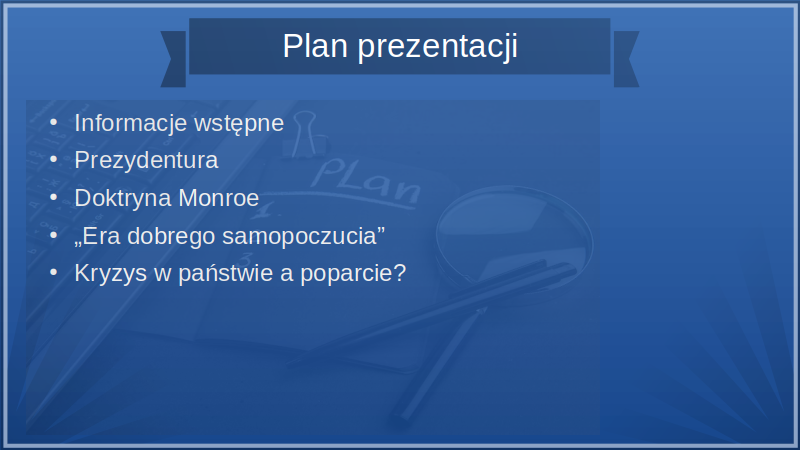 Plan prezentacji
• Informacje wstępne
• Prezydentura
• Doktryna Monroe
• „Era dobrego samopoczucia”
• Kryzys w państwie a poparcie?
PLan
1.
3